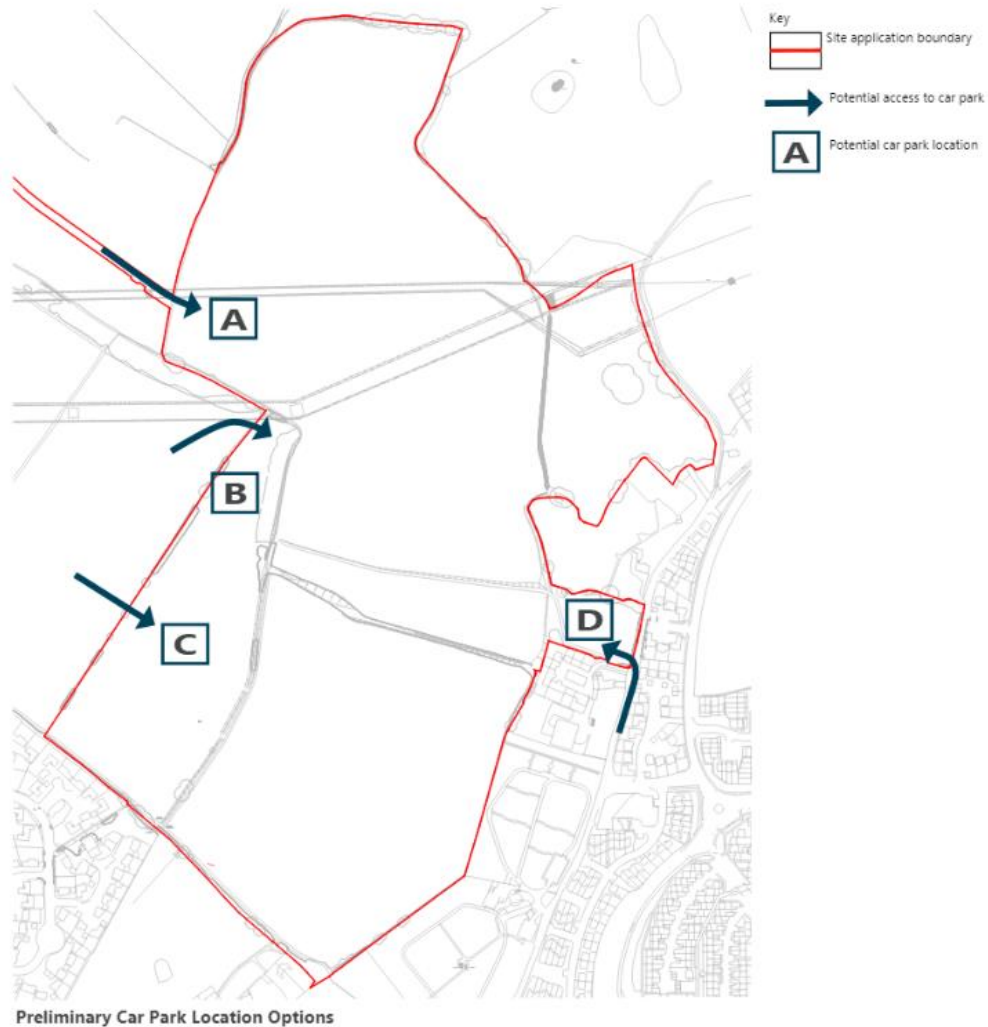 Key
Site application boundary
Potential access to car park
A
Potential car park location
A
B
C
D
Preliminary Car Park Location Options